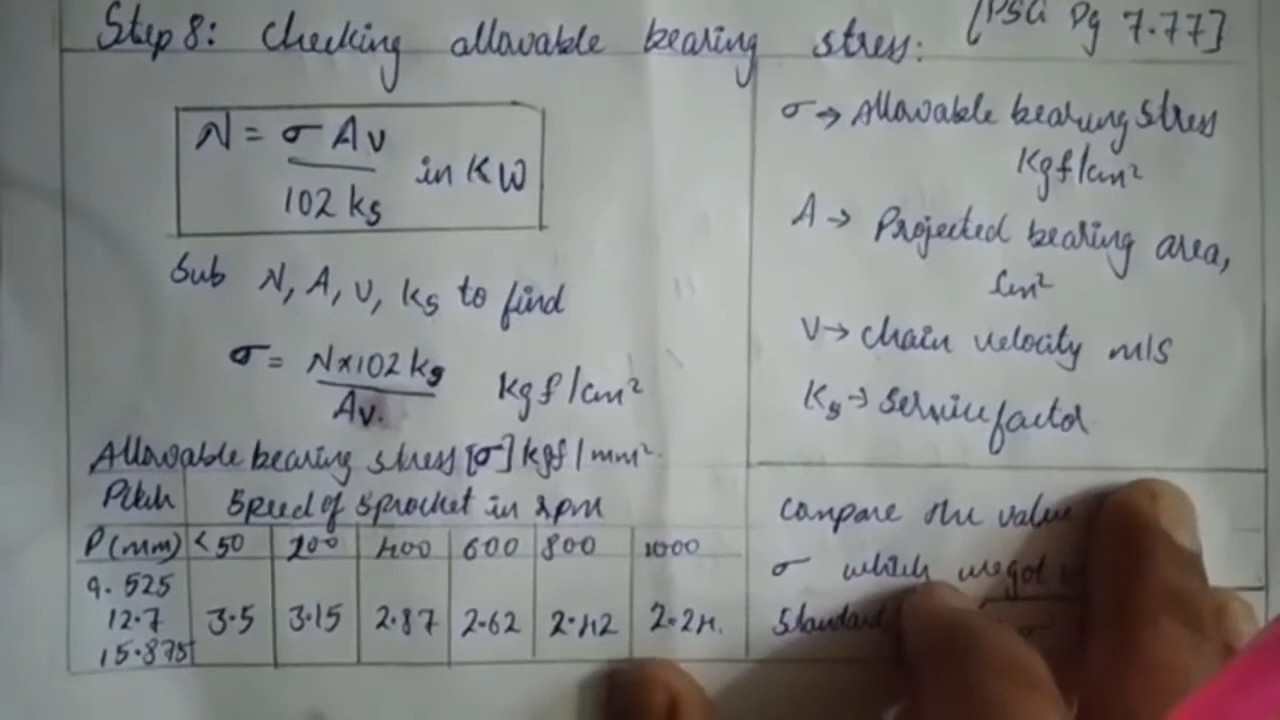 Step 8: checking allowable bearing stress: [PSG Pg 7.77]
N = σ A v / 102 ks in KW
Sub N, A, v, ks to find
σ = N×102 ks / Av. kgf/cm²
Allowable bearing stress [σ] kgf/mm²
Pitch Speed of sprocket in rpm
P(mm) <50 200 400 600 800 1000
9.525
12.7 3.5 3.15 2.87 2.62 2.42 2.24.
15.875
σ → Allowable bearing stress
Kgf/cm²
A → Projected bearing area,
cm²
v → chain velocity m/s
Ks → service factor
compare the value
σ which we got
standard
σ